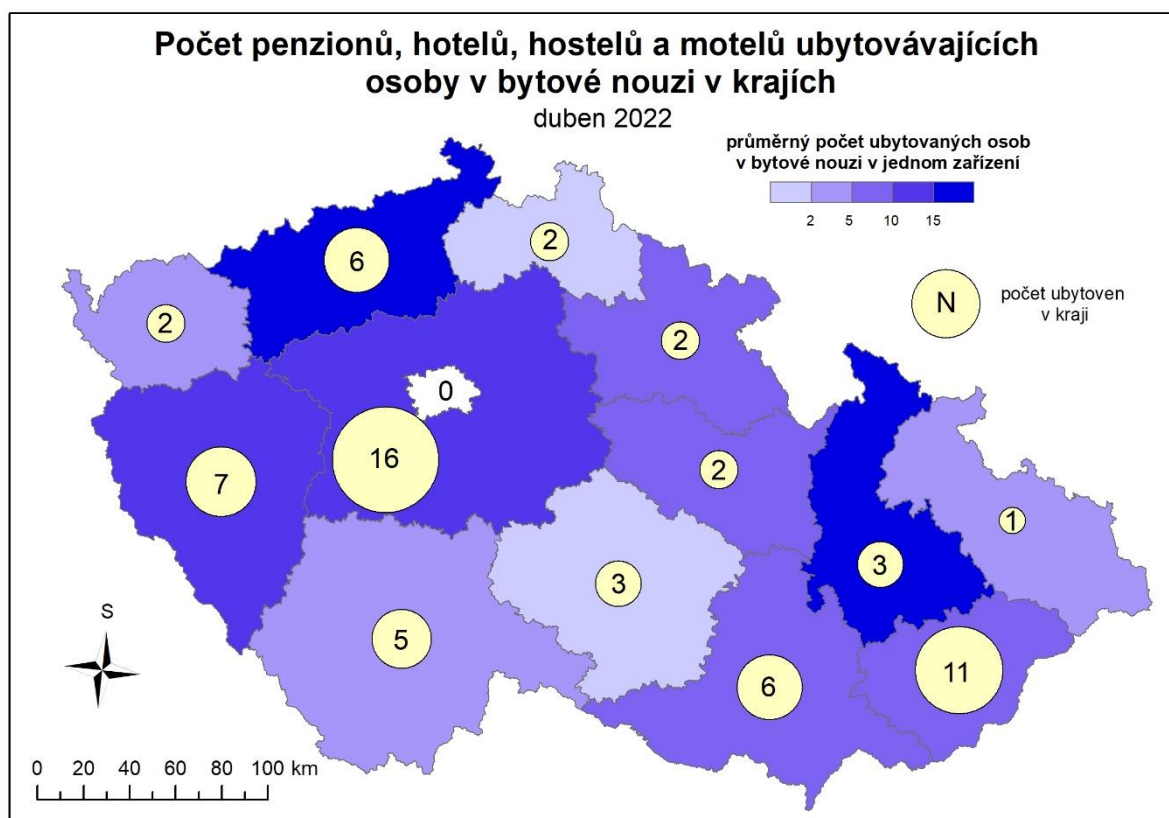 Počet penzionů, hotelů, hostelů a motelů ubytovávajících
osoby v bytové nouzi v krajích
duben 2022
průměrný počet ubytovaných osob
v bytové nouzi v jednom zařízení
2 5 10 15
N
počet ubytoven
v kraji
2
6
2
2
0
16
7
2
1
3
3
5
6
11
S
0 20 40 60 80 100 km